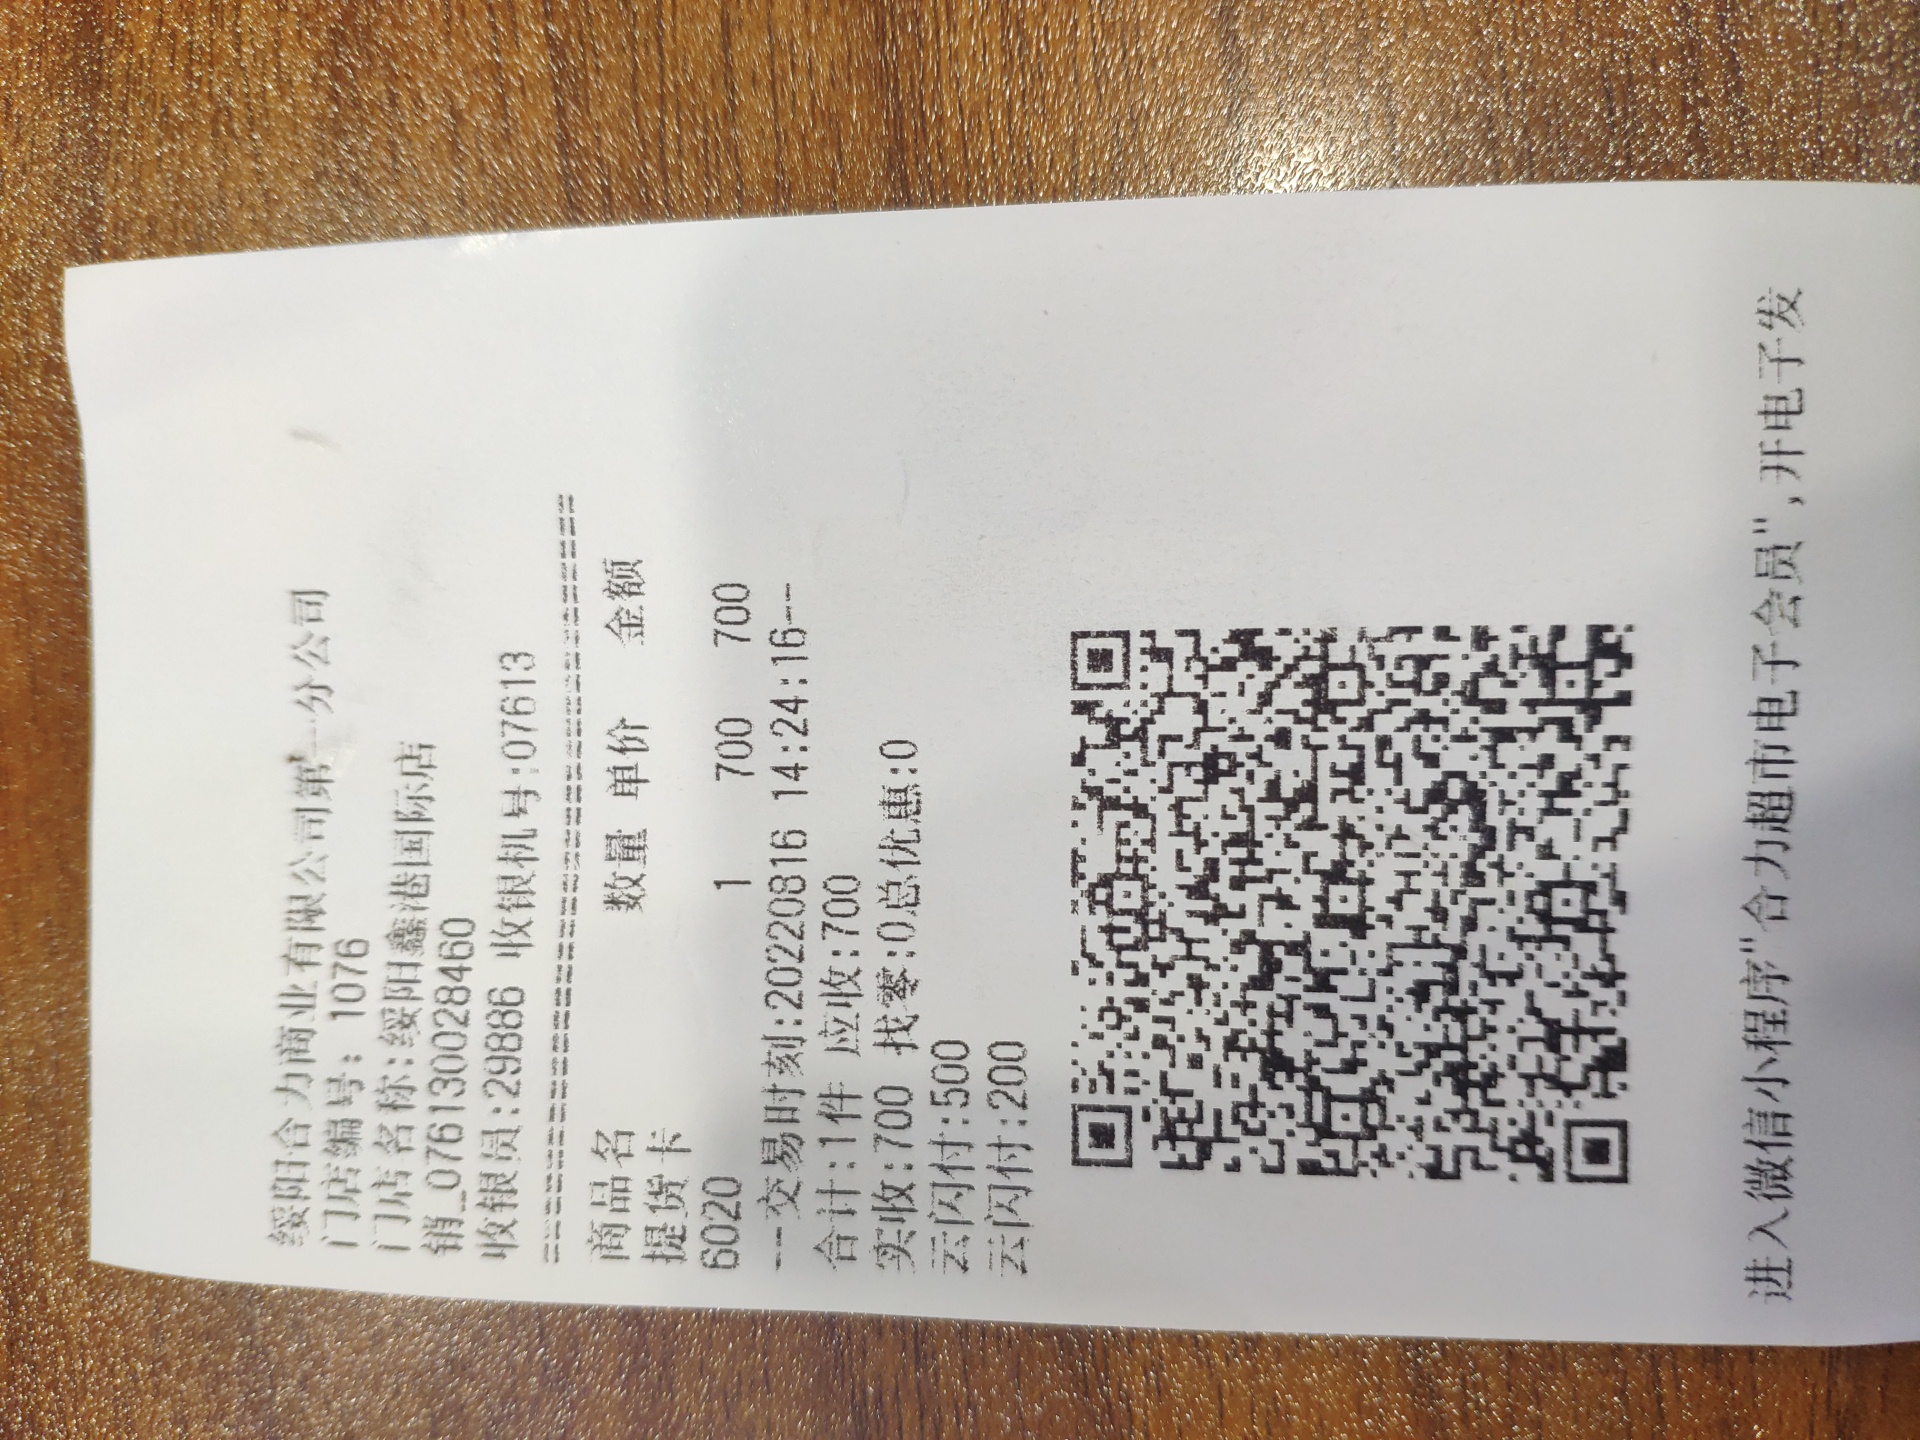 绥阳合力商业有限公司第一分公司
门店编号: 1076
门店名称:绥阳鑫港国际店
销_0761300028460
收银员:29886 收银机号:07613
商品名 数量 单价 金额
提货卡
6020 1 700 700
--交易时刻:20220816 14:24:16--
合计:1件 应收:700
实收:700 找零:0总优惠:0
云闪付:500
云闪付:200
进入微信小程序"合力超市电子会员",开电子发